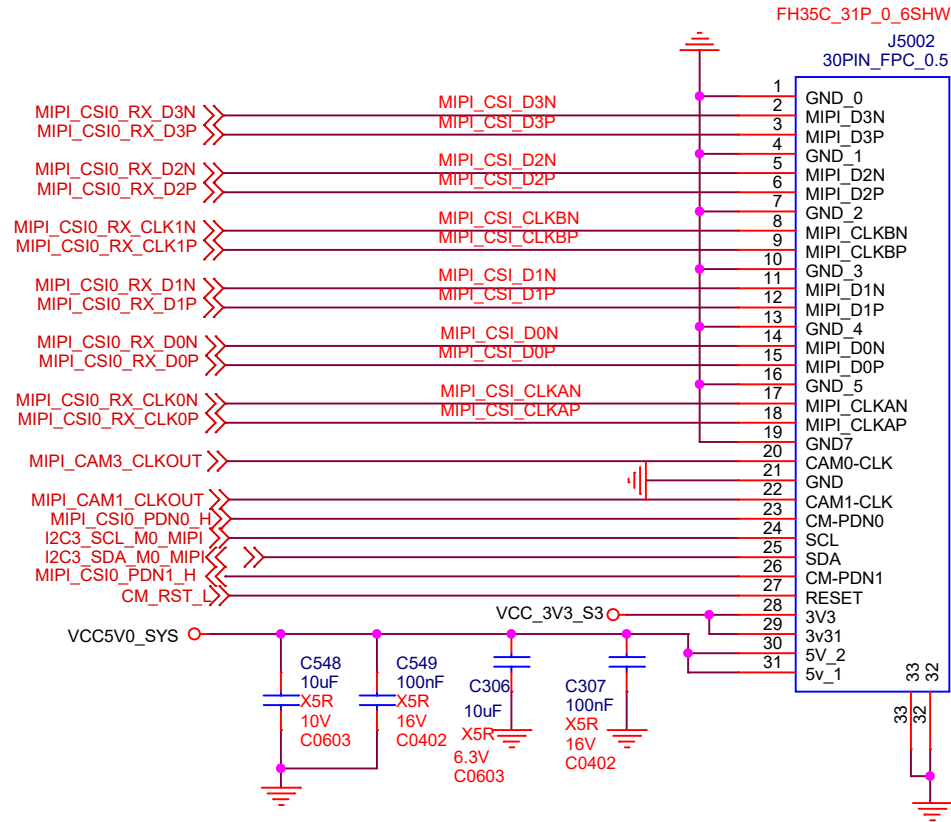 FH35C_31P_0_6SHW
J5002
30PIN_FPC_0.5
1 GND_0
MIPI_CSI0_RX_D3N MIPI_CSI_D3N 2 MIPI_D3N
MIPI_CSI0_RX_D3P MIPI_CSI_D3P 3 MIPI_D3P
4 GND_1
MIPI_CSI0_RX_D2N MIPI_CSI_D2N 5 MIPI_D2N
MIPI_CSI0_RX_D2P MIPI_CSI_D2P 6 MIPI_D2P
7 GND_2
MIPI_CSI0_RX_CLK1N MIPI_CSI_CLKBN 8 MIPI_CLKBN
MIPI_CSI0_RX_CLK1P MIPI_CSI_CLKBP 9 MIPI_CLKBP
10 GND_3
MIPI_CSI0_RX_D1N MIPI_CSI_D1N 11 MIPI_D1N
MIPI_CSI0_RX_D1P MIPI_CSI_D1P 12 MIPI_D1P
13 GND_4
MIPI_CSI0_RX_D0N MIPI_CSI_D0N 14 MIPI_D0N
MIPI_CSI0_RX_D0P MIPI_CSI_D0P 15 MIPI_D0P
16 GND_5
MIPI_CSI0_RX_CLK0N MIPI_CSI_CLKAN 17 MIPI_CLKAN
MIPI_CSI0_RX_CLK0P MIPI_CSI_CLKAP 18 MIPI_CLKAP
19 GND7
MIPI_CAM3_CLKOUT 20 CAM0-CLK
21 GND
MIPI_CAM1_CLKOUT 22 CAM1-CLK
MIPI_CSI0_PDN0_H 23 CM-PDN0
I2C3_SCL_M0_MIPI 24 SCL
I2C3_SDA_M0_MIPI 25 SDA
MIPI_CSI0_PDN1_H 26 CM-PDN1
CM_RST_L 27 RESET
VCC_3V3_S3 28 3V3
VCC5V0_SYS 29 3v31
30 5V_2
31 5v_1
33 32
33 32
C548
10uF
X5R
10V
C0603
C549
100nF
X5R
16V
C0402
C306
10uF
X5R
6.3V
C0603
C307
100nF
X5R
16V
C0402